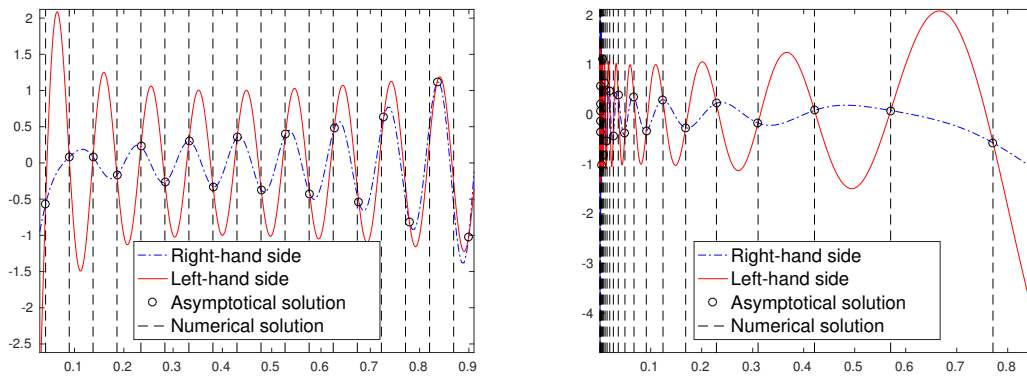 2
1.5
1
0.5
0
-0.5
-1
-1.5
-2
-2.5
0.1 0.2 0.3 0.4 0.5 0.6 0.7 0.8 0.9
Right-hand side
Left-hand side
Asymptotical solution
Numerical solution
2
1
0
-1
-2
-3
-4
0.1 0.2 0.3 0.4 0.5 0.6 0.7 0.8
Right-hand side
Left-hand side
Asymptotical solution
Numerical solution